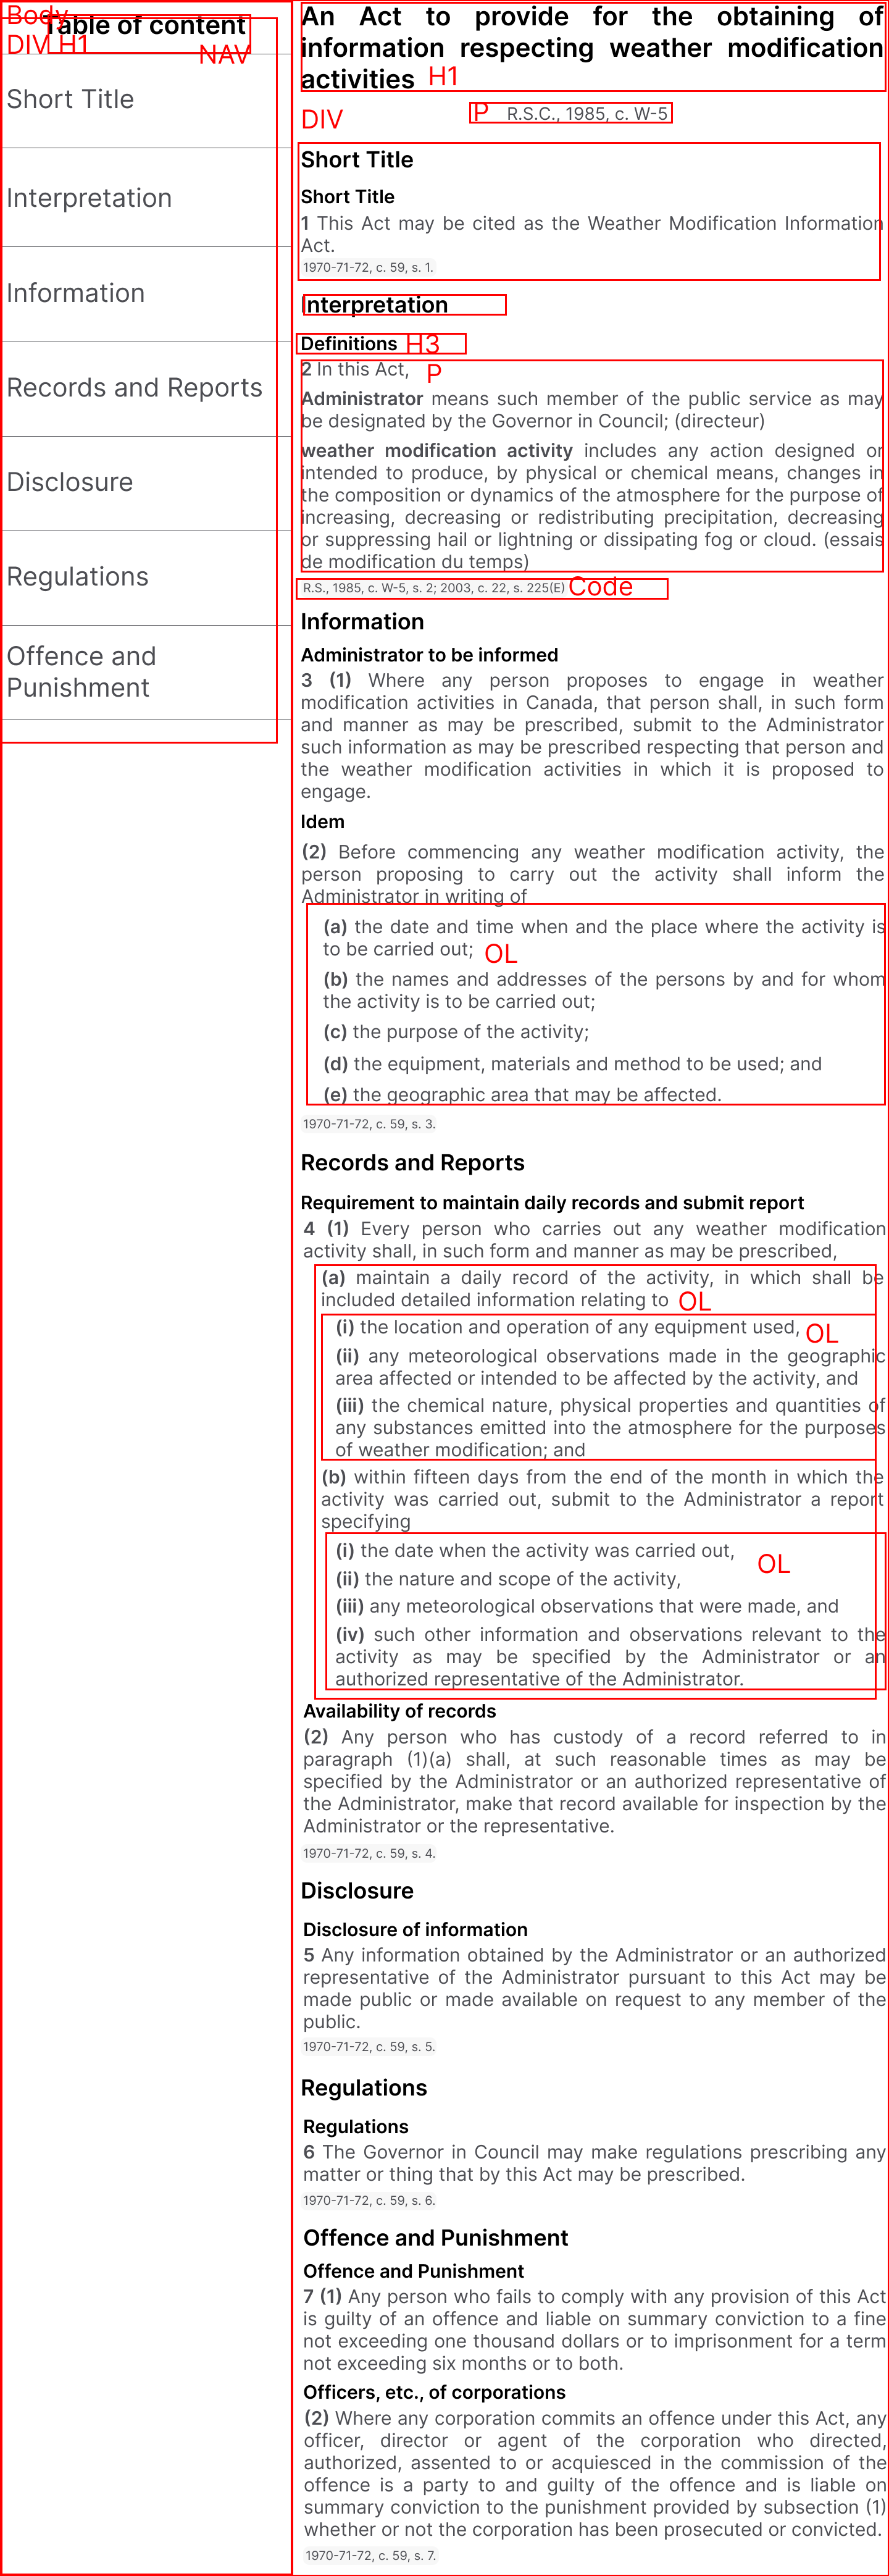 Body
Table of content
DIV H1
NAV
Short Title
Interpretation
Information
Records and Reports
Disclosure
Regulations
Offence and
Punishment
An Act to provide for the obtaining of
information respecting weather modification
activities H1
DIV
P R.S.C., 1985, c. W-5
Short Title
Short Title
1 This Act may be cited as the Weather Modification Information
Act.
1970-71-72, c. 59, s. 1.
Interpretation
Definitions H3
2 In this Act, P
Administrator means such member of the public service as may
be designated by the Governor in Council; (directeur)
weather modification activity includes any action designed or
intended to produce, by physical or chemical means, changes in
the composition or dynamics of the atmosphere for the purpose of
increasing, decreasing or redistributing precipitation, decreasing
or suppressing hail or lightning or dissipating fog or cloud. (essais
de modification du temps)
R.S., 1985, c. W-5, s. 2; 2003, c. 22, s. 225(E) Code
Information
Administrator to be informed
3 (1) Where any person proposes to engage in weather
modification activities in Canada, that person shall, in such form
and manner as may be prescribed, submit to the Administrator
such information as may be prescribed respecting that person and
the weather modification activities in which it is proposed to
engage.
Idem
(2) Before commencing any weather modification activity, the
person proposing to carry out the activity shall inform the
Administrator in writing of
(a) the date and time when and the place where the activity is
to be carried out; OL
(b) the names and addresses of the persons by and for whom
the activity is to be carried out;
(c) the purpose of the activity;
(d) the equipment, materials and method to be used; and
(e) the geographic area that may be affected.
1970-71-72, c. 59, s. 3.
Records and Reports
Requirement to maintain daily records and submit report
4 (1) Every person who carries out any weather modification
activity shall, in such form and manner as may be prescribed,
(a) maintain a daily record of the activity, in which shall be
included detailed information relating to OL
(i) the location and operation of any equipment used, OL
(ii) any meteorological observations made in the geographic
area affected or intended to be affected by the activity, and
(iii) the chemical nature, physical properties and quantities of
any substances emitted into the atmosphere for the purposes
of weather modification; and
(b) within fifteen days from the end of the month in which the
activity was carried out, submit to the Administrator a report
specifying
(i) the date when the activity was carried out, OL
(ii) the nature and scope of the activity,
(iii) any meteorological observations that were made, and
(iv) such other information and observations relevant to the
activity as may be specified by the Administrator or an
authorized representative of the Administrator.
Availability of records
(2) Any person who has custody of a record referred to in
paragraph (1)(a) shall, at such reasonable times as may be
specified by the Administrator or an authorized representative of
the Administrator, make that record available for inspection by the
Administrator or the representative.
1970-71-72, c. 59, s. 4.
Disclosure
Disclosure of information
5 Any information obtained by the Administrator or an authorized
representative of the Administrator pursuant to this Act may be
made public or made available on request to any member of the
public.
1970-71-72, c. 59, s. 5.
Regulations
Regulations
6 The Governor in Council may make regulations prescribing any
matter or thing that by this Act may be prescribed.
1970-71-72, c. 59, s. 6.
Offence and Punishment
Offence and Punishment
7 (1) Any person who fails to comply with any provision of this Act
is guilty of an offence and liable on summary conviction to a fine
not exceeding one thousand dollars or to imprisonment for a term
not exceeding six months or to both.
Officers, etc., of corporations
(2) Where any corporation commits an offence under this Act, any
officer, director or agent of the corporation who directed,
authorized, assented to or acquiesced in the commission of the
offence is a party to and guilty of the offence and is liable on
summary conviction to the punishment provided by subsection (1)
whether or not the corporation has been prosecuted or convicted.
1970-71-72, c. 59, s. 7.